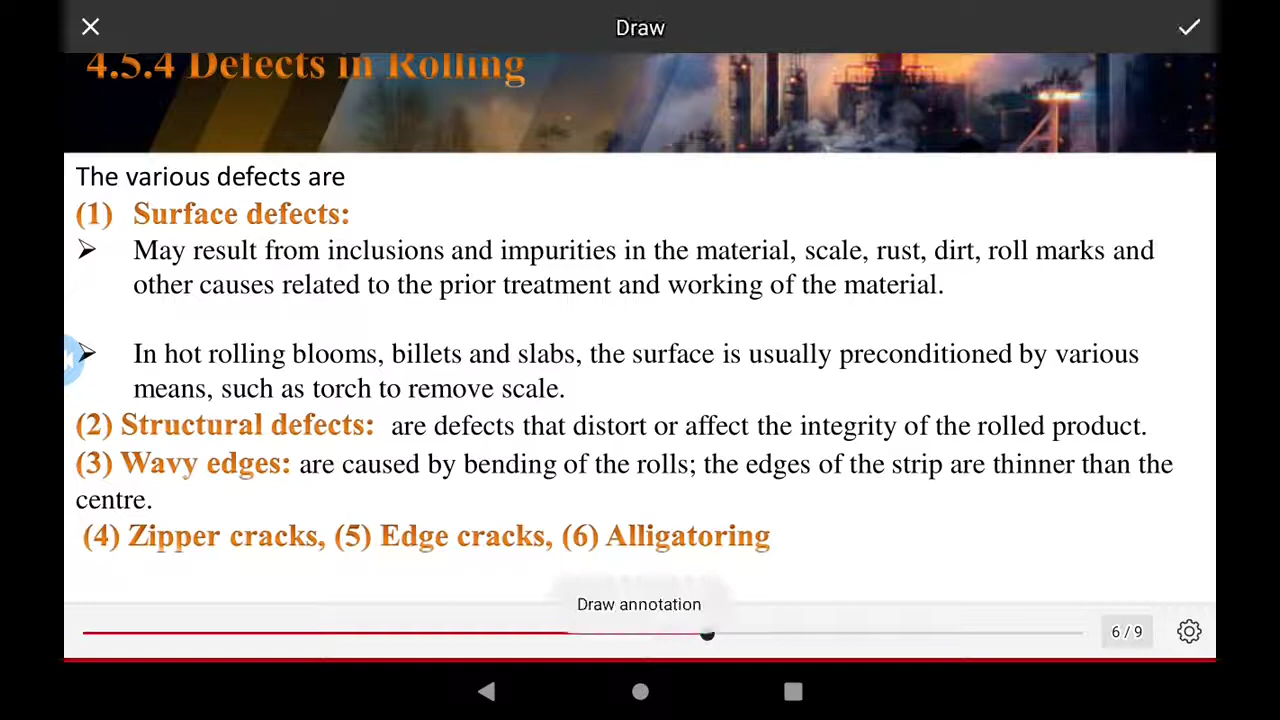 Draw
4.5.4 Defects in Rolling
The various defects are
(1) Surface defects:
➢ May result from inclusions and impurities in the material, scale, rust, dirt, roll marks and
other causes related to the prior treatment and working of the material.
➢ In hot rolling blooms, billets and slabs, the surface is usually preconditioned by various
means, such as torch to remove scale.
(2) Structural defects: are defects that distort or affect the integrity of the rolled product.
(3) Wavy edges: are caused by bending of the rolls; the edges of the strip are thinner than the
centre.
(4) Zipper cracks, (5) Edge cracks, (6) Alligatoring
Draw annotation
6 / 9